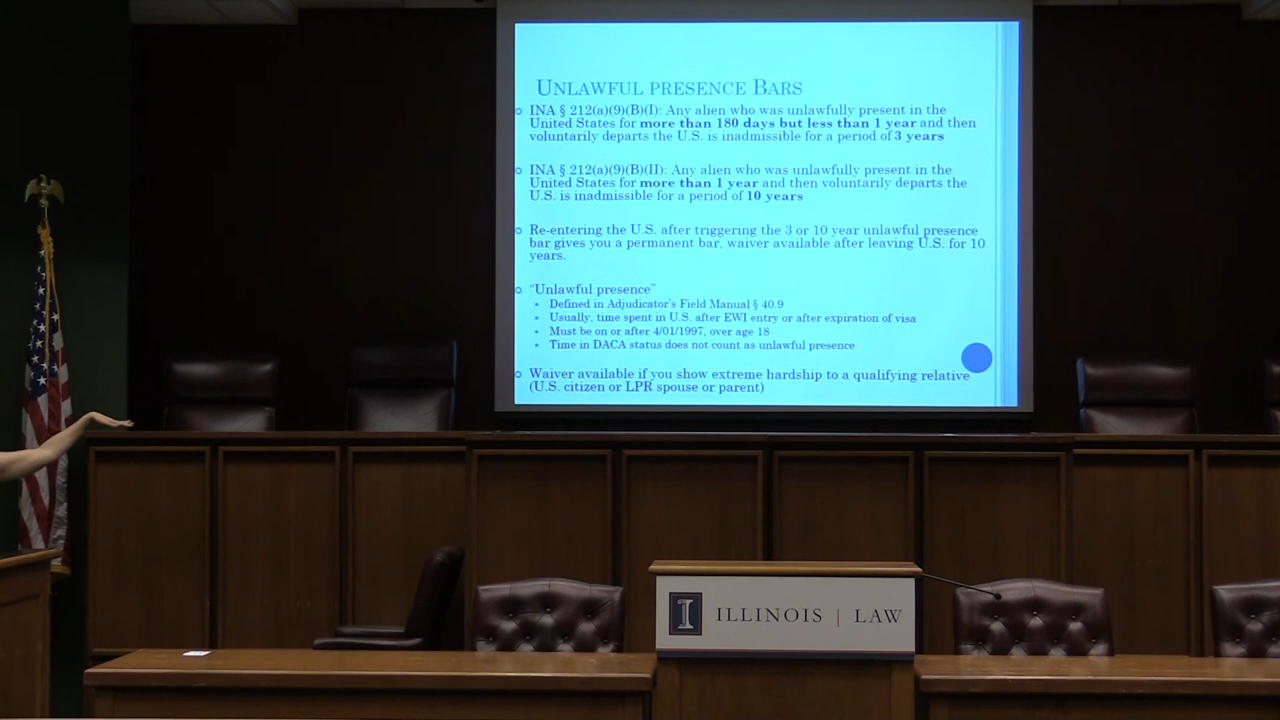 UNLAWFUL PRESENCE BARS
INA § 212(a)(9)(B)(I): Any alien who was unlawfully present in the
United States for more than 180 days but less than 1 year and then
voluntarily departs the U.S. is inadmissible for a period of 3 years
INA § 212(a)(9)(B)(II): Any alien who was unlawfully present in the
United States for more than 1 year and then voluntarily departs the
U.S. is inadmissible for a period of 10 years
Re-entering the U.S. after triggering the 3 or 10 year unlawful presence
bar gives you a permanent bar, waiver available after leaving U.S. for 10
years.
"Unlawful presence"
Defined in Adjudicator's Field Manual § 40.9
Usually, time spent in U.S. after EWI entry or after expiration of visa
Must be on or after 4/01/1997, over age 18
Time in DACA status does not count as unlawful presence
Waiver available if you show extreme hardship to a qualifying relative
(U.S. citizen or LPR spouse or parent)
I ILLINOIS | LAW